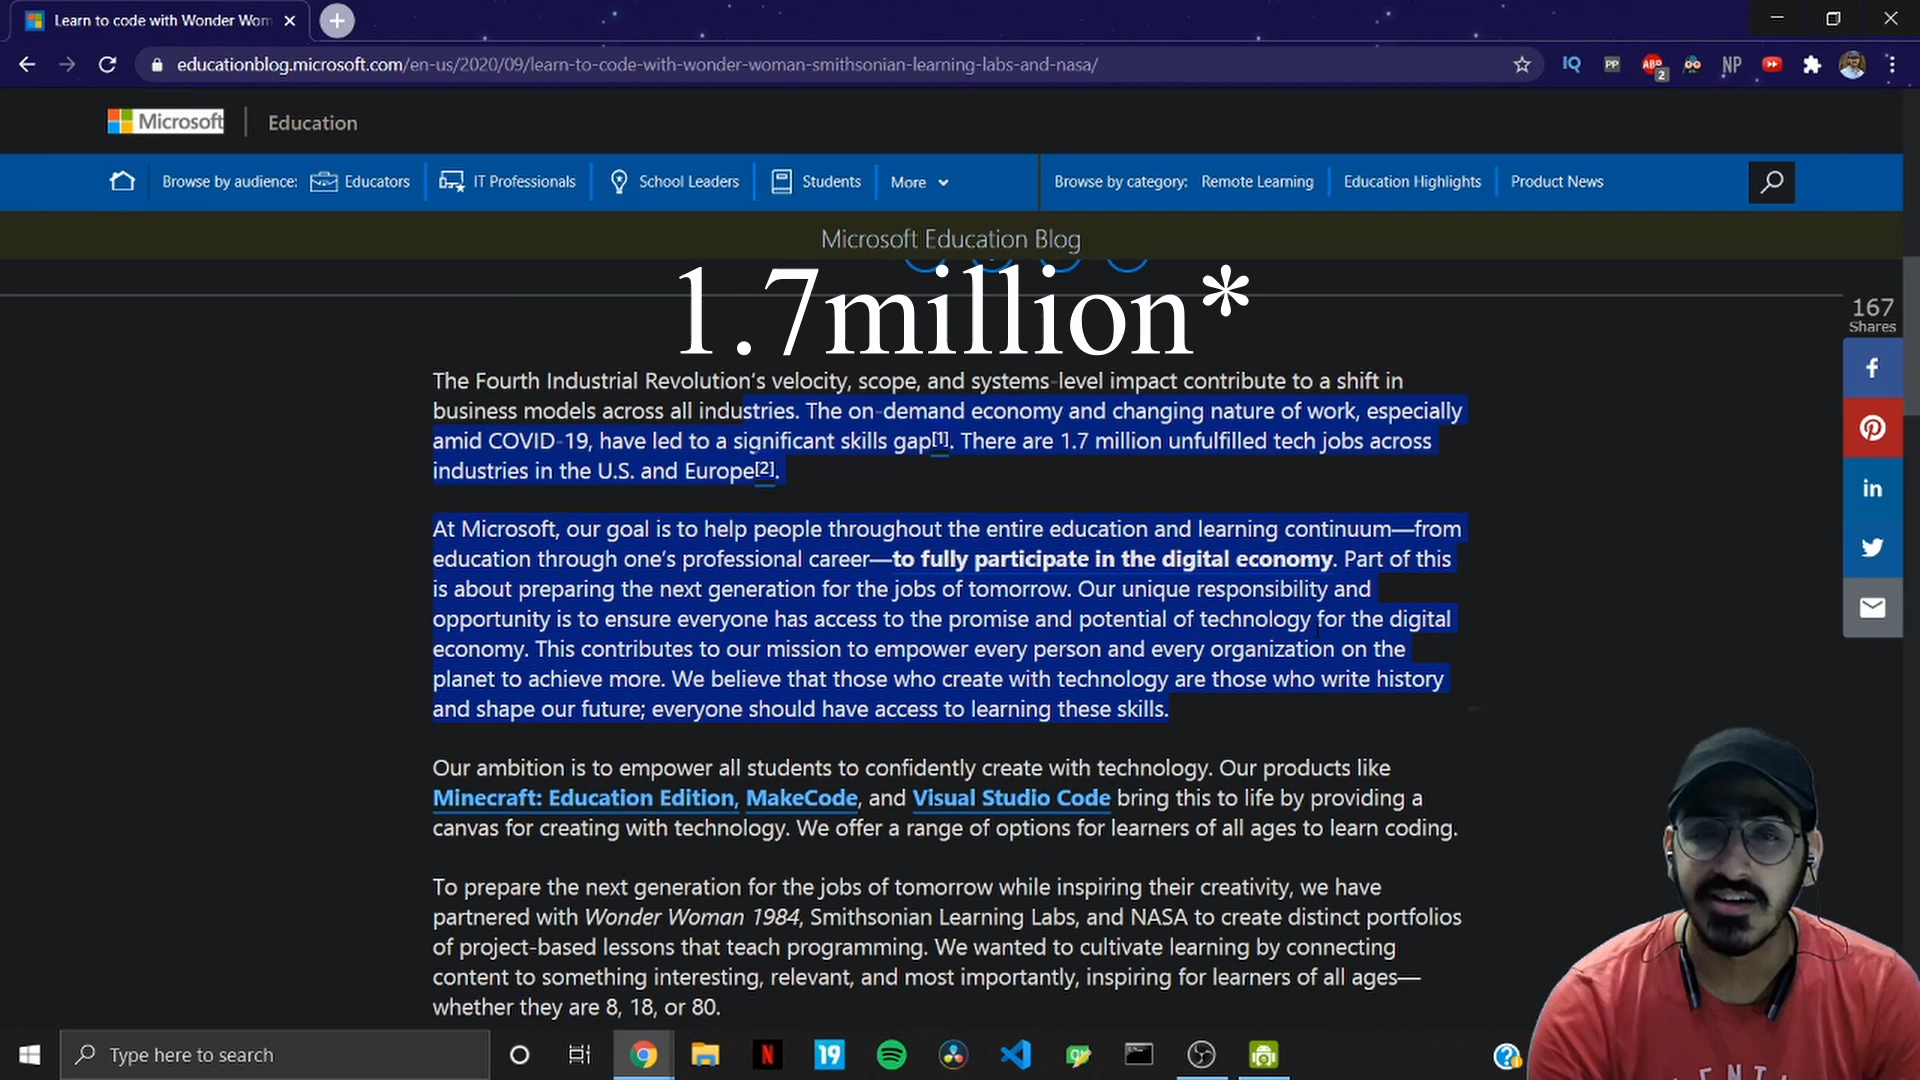 Learn to code with Wonder Wom
educationblog.microsoft.com/en-us/2020/09/learn-to-code-with-wonder-woman-smithsonian-learning-labs-and-nasa/
IQ PP ABP 2 NP
Microsoft | Education
Browse by audience: Educators IT Professionals School Leaders Students More Browse by category: Remote Learning Education Highlights Product News
Microsoft Education Blog
1.7million*
167
Shares
The Fourth Industrial Revolution's velocity, scope, and systems-level impact contribute to a shift in
business models across all industries. The on-demand economy and changing nature of work, especially
amid COVID-19, have led to a significant skills gap[1]. There are 1.7 million unfulfilled tech jobs across
industries in the U.S. and Europe[2].
At Microsoft, our goal is to help people throughout the entire education and learning continuum—from
education through one's professional career—to fully participate in the digital economy. Part of this
is about preparing the next generation for the jobs of tomorrow. Our unique responsibility and
opportunity is to ensure everyone has access to the promise and potential of technology for the digital
economy. This contributes to our mission to empower every person and every organization on the
planet to achieve more. We believe that those who create with technology are those who write history
and shape our future; everyone should have access to learning these skills.
Our ambition is to empower all students to confidently create with technology. Our products like
Minecraft: Education Edition, MakeCode, and Visual Studio Code bring this to life by providing a
canvas for creating with technology. We offer a range of options for learners of all ages to learn coding.
To prepare the next generation for the jobs of tomorrow while inspiring their creativity, we have
partnered with Wonder Woman 1984, Smithsonian Learning Labs, and NASA to create distinct portfolios
of project-based lessons that teach programming. We wanted to cultivate learning by connecting
content to something interesting, relevant, and most importantly, inspiring for learners of all ages—
whether they are 8, 18, or 80.
Type here to search
N 19